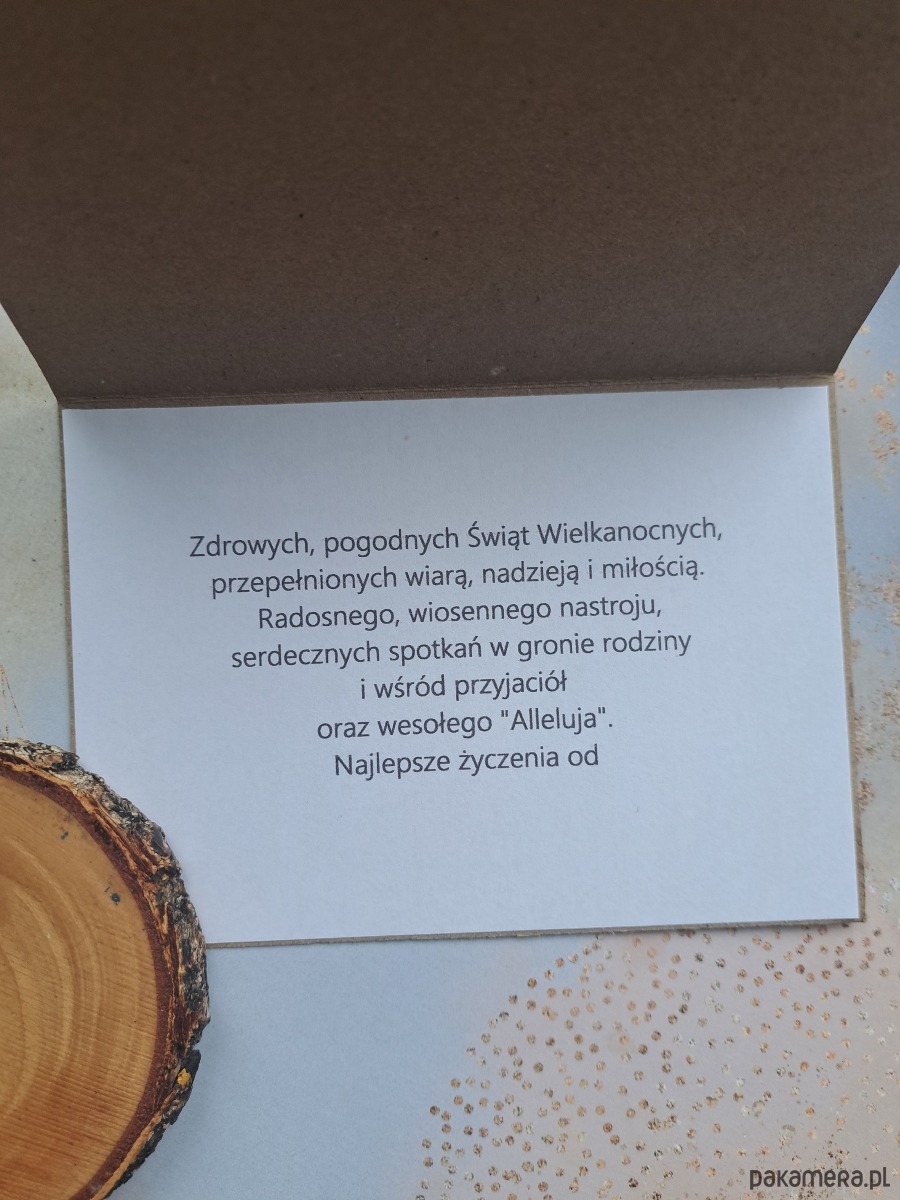 Zdrowych, pogodnych Świąt Wielkanocnych,
przepełnionych wiarą, nadzieją i miłością.
Radosnego, wiosennego nastroju,
serdecznych spotkań w gronie rodziny
i wśród przyjaciół
oraz wesołego "Alleluja".
Najlepsze życzenia od
pakamera.pl